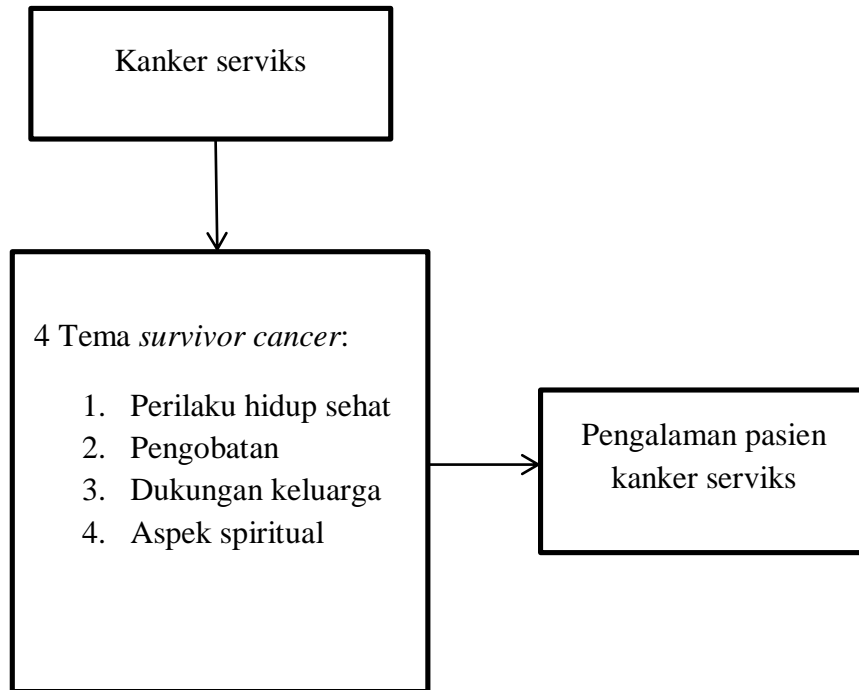 Kanker serviks
4 Tema survivor cancer:
1. Perilaku hidup sehat
2. Pengobatan
3. Dukungan keluarga
4. Aspek spiritual
Pengalaman pasien
kanker serviks